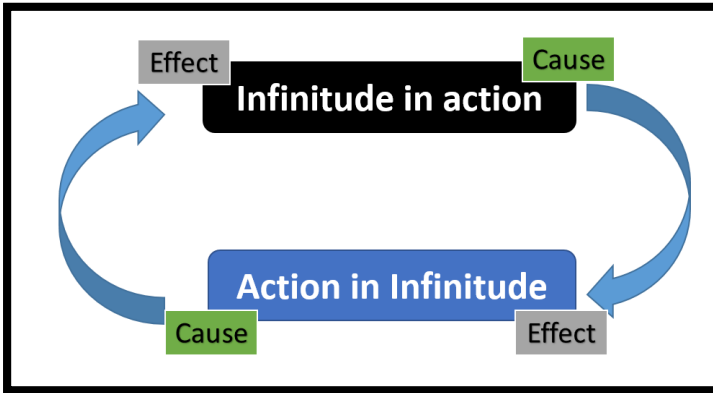 Effect
Cause
Infinitude in action
Action in Infinitude
Cause
Effect